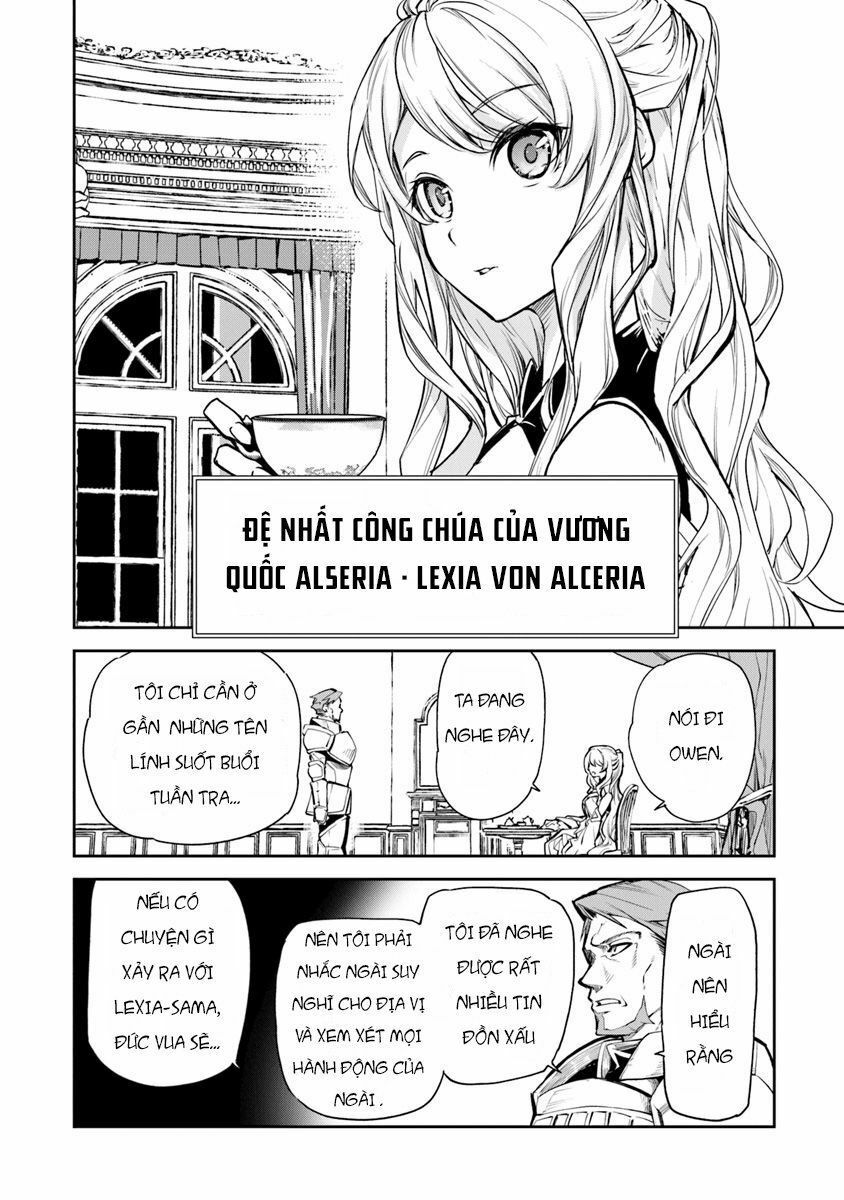 ĐỆ NHẤT CÔNG CHÚA CỦA VƯƠNG
QUỐC ALSERIA · LEXIA VON ALCERIA
NÓI ĐI
OWEN.
TA ĐANG
NGHE ĐÂY.
TÔI CHỈ CẦN Ở
GẦN NHỮNG TÊN
LÍNH SUỐT BUỔI
TUẦN TRA...
NGÀI
NÊN
HIỂU
RẰNG
TÔI ĐÃ NGHE
ĐƯỢC RẤT
NHIỀU TIN
ĐỒN XẤU
NÊN TÔI PHẢI
NHẮC NGÀI SUY
NGHĨ CHO ĐỊA VỊ
VÀ XEM XÉT MỌI
HÀNH ĐỘNG CỦA
NGÀI .
NẾU CÓ
CHUYỆN GÌ
XẢY RA VỚI
LEXIA-SAMA,
ĐỨC VUA SẼ...